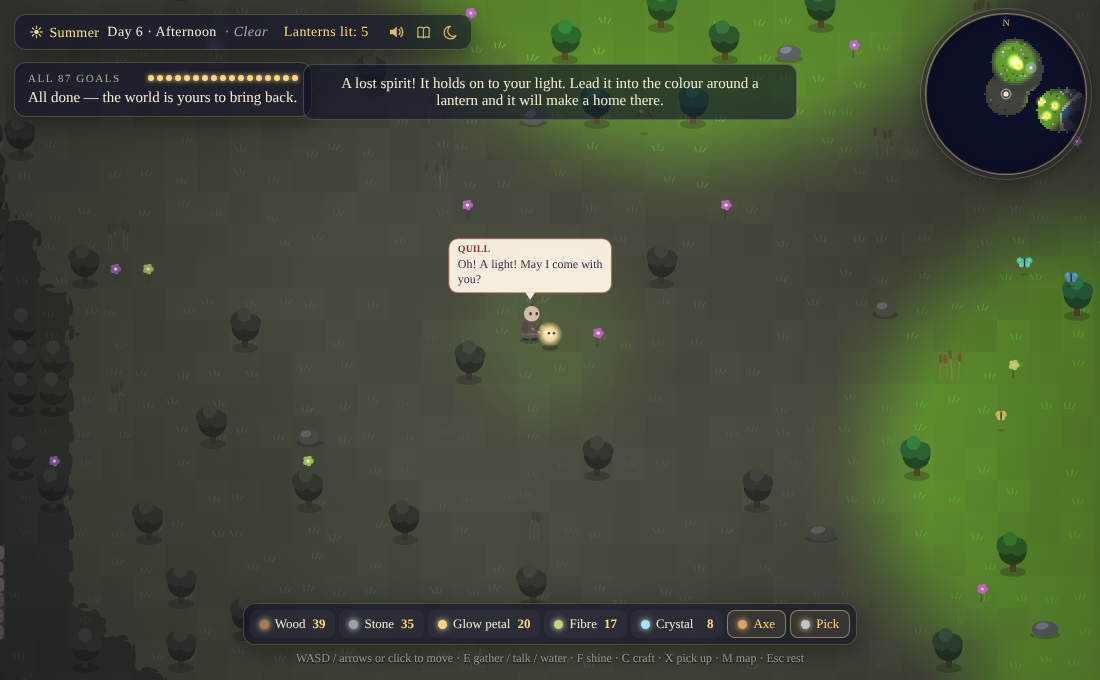 Summer Day 6 · Afternoon · Clear Lanterns lit: 5
N
ALL 87 GOALS
All done — the world is yours to bring back.
A lost spirit! It holds on to your light. Lead it into the colour around a
lantern and it will make a home there.
QUILL
Oh! A light! May I come with
you?
Wood 39 Stone 35 Glow petal 20 Fibre 17 Crystal 8 Axe Pick
WASD / arrows or click to move · E gather / talk / water · F shine · C craft · X pick up · M map · Esc rest